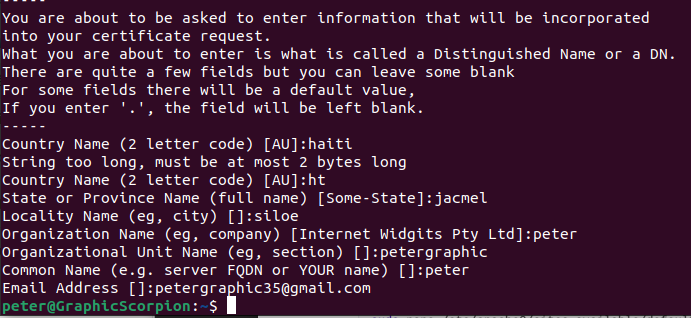 -----
You are about to be asked to enter information that will be incorporated
into your certificate request.
What you are about to enter is what is called a Distinguished Name or a DN.
There are quite a few fields but you can leave some blank
For some fields there will be a default value,
If you enter '.', the field will be left blank.
-----
Country Name (2 letter code) [AU]:haiti
String too long, must be at most 2 bytes long
Country Name (2 letter code) [AU]:ht
State or Province Name (full name) [Some-State]:jacmel
Locality Name (eg, city) []:siloe
Organization Name (eg, company) [Internet Widgits Pty Ltd]:peter
Organizational Unit Name (eg, section) []:petergraphic
Common Name (e.g. server FQDN or YOUR name) []:peter
Email Address []:petergraphic35@gmail.com
peter@GraphicScorpion:~$